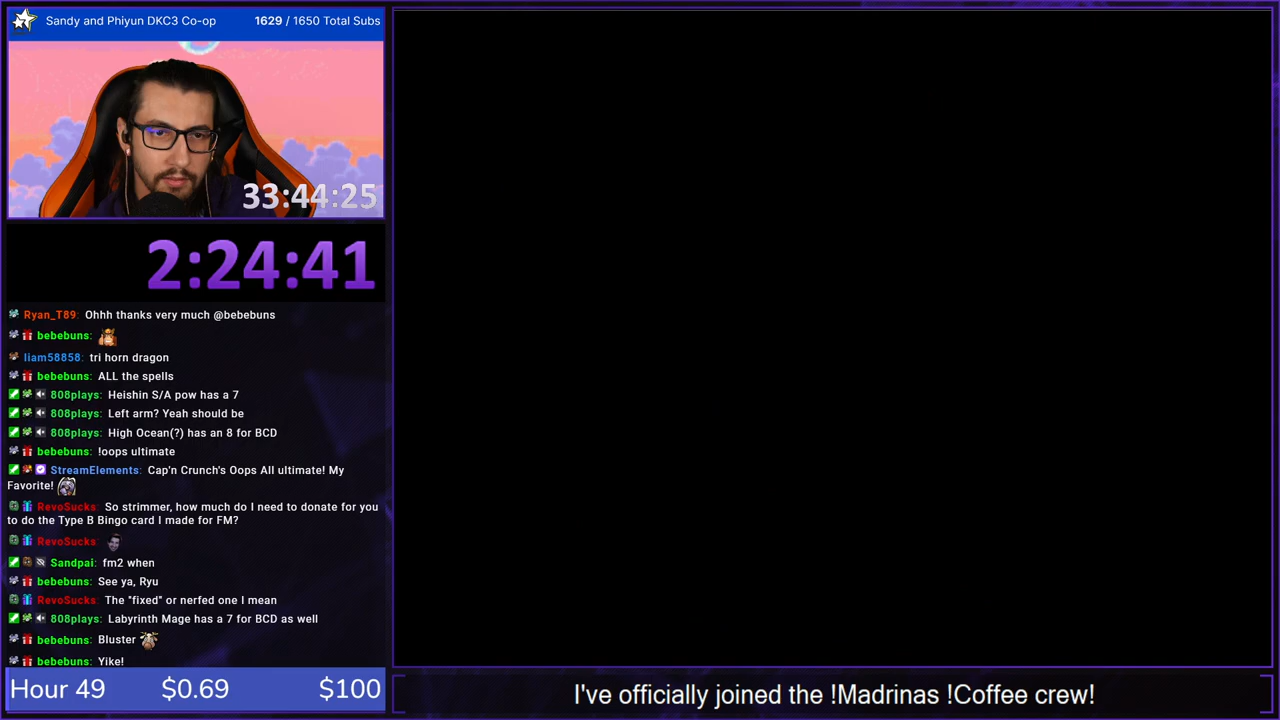 Sandy and Phiyun DKC3 Co-op 1629 / 1650 Total Subs
33:44:25
2:24:41
Ryan_T89: Ohhh thanks very much @bebebuns
bebebuns:
liam58858: tri horn dragon
bebebuns: ALL the spells
808plays: Heishin S/A pow has a 7
808plays: Left arm? Yeah should be
808plays: High Ocean(?) has an 8 for BCD
bebebuns: !oops ultimate
StreamElements: Cap'n Crunch's Oops All ultimate! My
Favorite!
RevoSucks: So strimmer, how much do I need to donate for you
to do the Type B Bingo card I made for FM?
RevoSucks:
Sandpai: fm2 when
bebebuns: See ya, Ryu
RevoSucks: The "fixed" or nerfed one I mean
808plays: Labyrinth Mage has a 7 for BCD as well
bebebuns: Bluster
bebebuns: Yike!
Hour 49 $0.69 $100
I've officially joined the !Madrinas !Coffee crew!